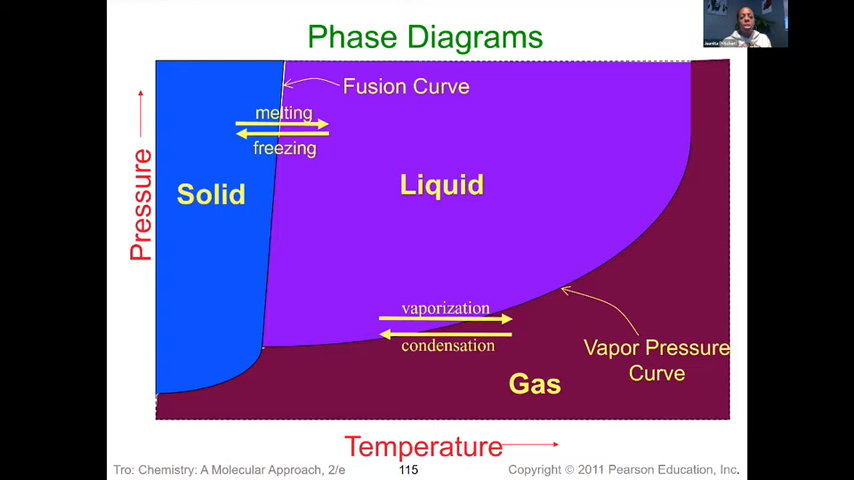 Phase Diagrams
Fusion Curve
melting
freezing
Solid
Liquid
Pressure
vaporization
condensation
Vapor Pressure
Curve
Gas
Temperature
Tro: Chemistry: A Molecular Approach, 2/e
115
Copyright © 2011 Pearson Education, Inc.